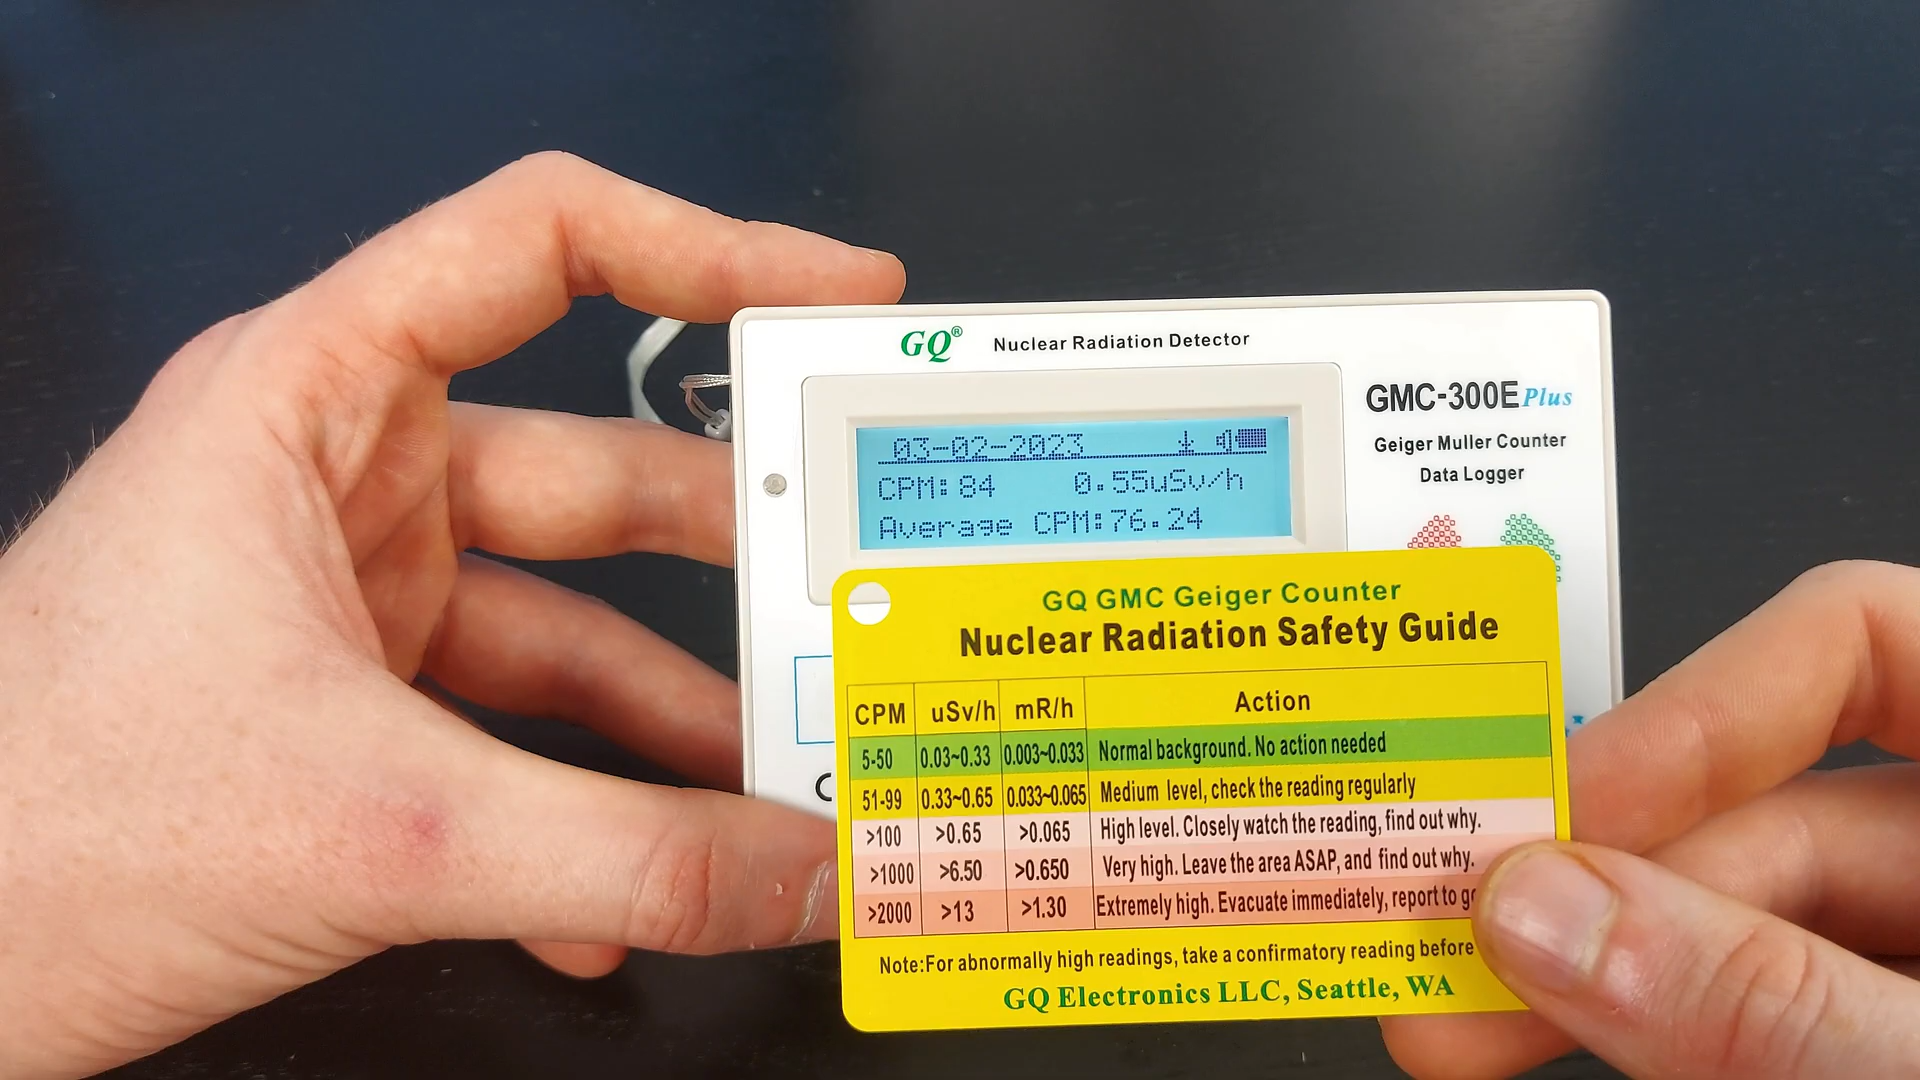 GQ® Nuclear Radiation Detector
GMC-300E Plus
Geiger Muller Counter
Data Logger
03-02-2023
CPM:84 0.55uSv/h
Average CPM:76.24
GQ GMC Geiger Counter
Nuclear Radiation Safety Guide
CPM uSv/h mR/h Action
5-50 0.03~0.33 0.003~0.033 Normal background. No action needed
51-99 0.33~0.65 0.033~0.065 Medium level, check the reading regularly
>100 >0.65 >0.065 High level. Closely watch the reading, find out why.
>1000 >6.50 >0.650 Very high. Leave the area ASAP, and find out why.
>2000 >13 >1.30 Extremely high. Evacuate immediately, report to
Note:For abnormally high readings, take a confirmatory reading before
GQ Electronics LLC, Seattle, WA